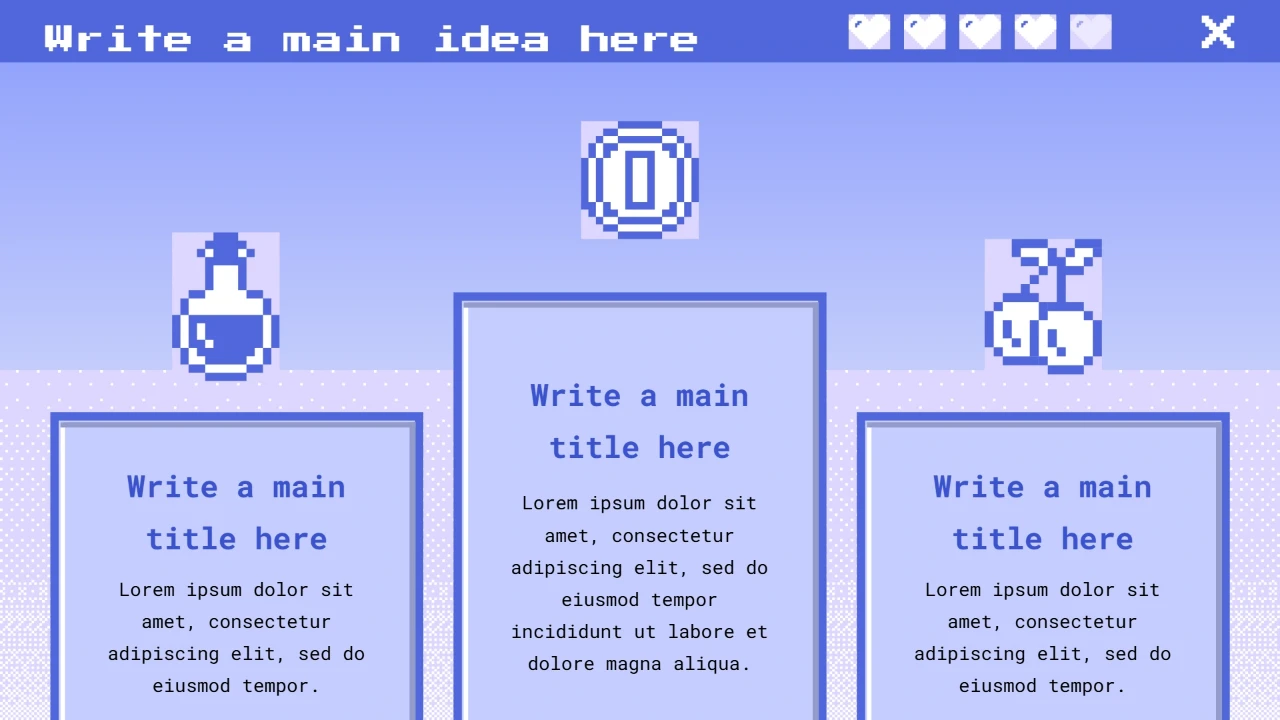 Write a main idea here
Write a main
title here
Lorem ipsum dolor sit
amet, consectetur
adipiscing elit, sed do
eiusmod tempor.
Write a main
title here
Lorem ipsum dolor sit
amet, consectetur
adipiscing elit, sed do
eiusmod tempor
incididunt ut labore et
dolore magna aliqua.
Write a main
title here
Lorem ipsum dolor sit
amet, consectetur
adipiscing elit, sed do
eiusmod tempor.